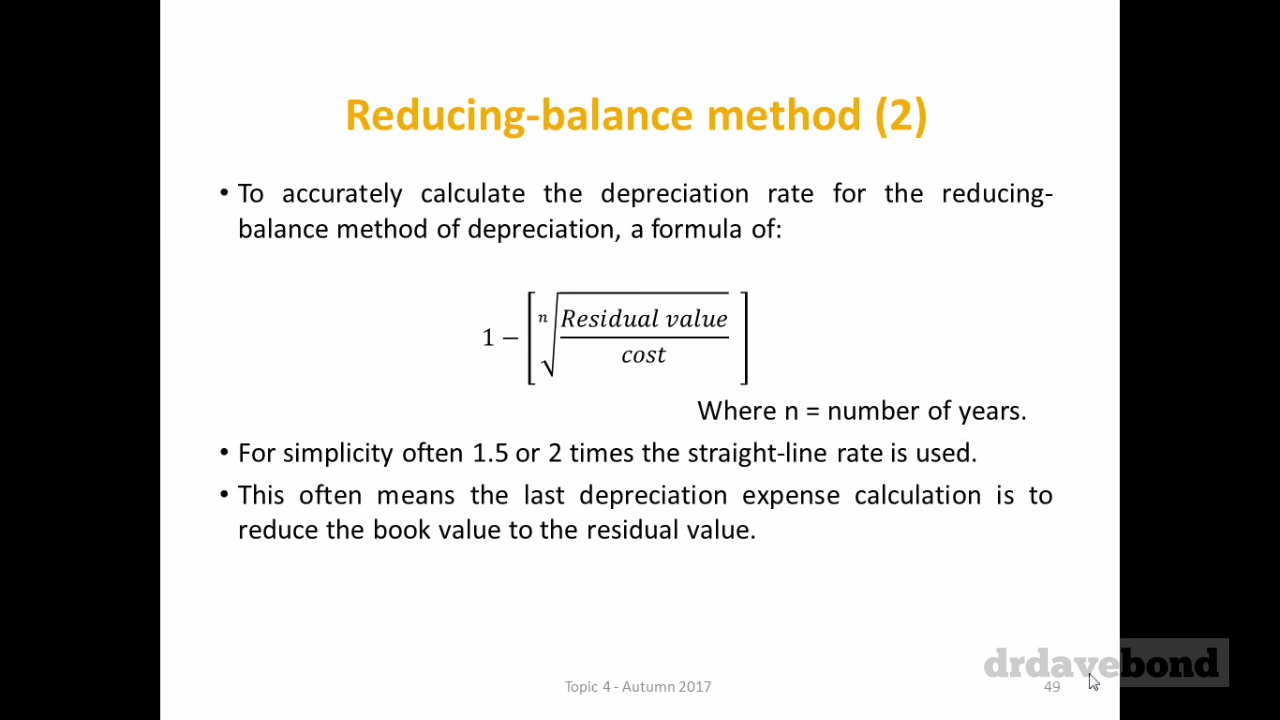 Reducing-balance method (2)
• To accurately calculate the depreciation rate for the reducing-
balance method of depreciation, a formula of:
1 − [ⁿ√(Residual value / cost)]
Where n = number of years.
• For simplicity often 1.5 or 2 times the straight-line rate is used.
• This often means the last depreciation expense calculation is to
reduce the book value to the residual value.
drdavebond
Topic 4 - Autumn 2017
49